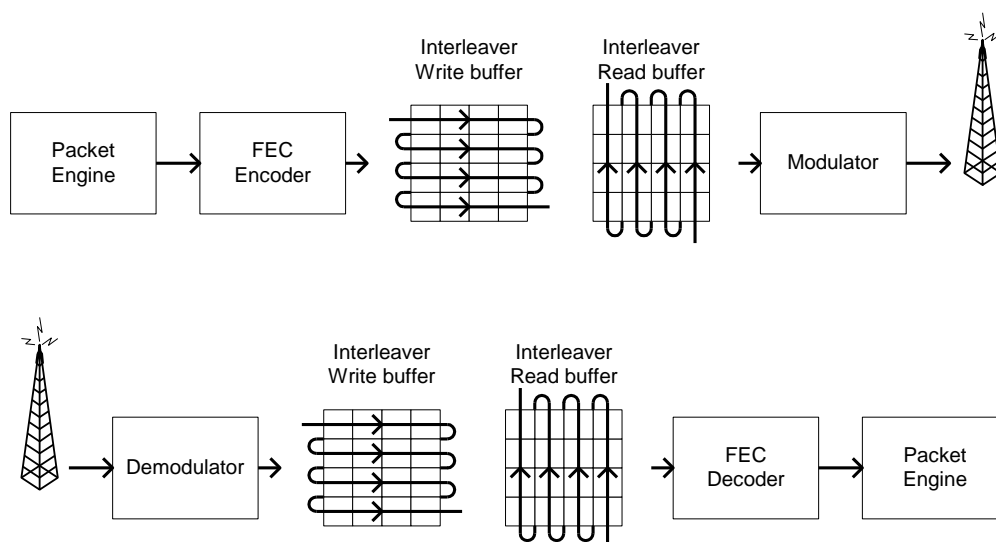 Interleaver
Write buffer
Interleaver
Read buffer
Packet
Engine
FEC
Encoder
Modulator
Interleaver
Write buffer
Interleaver
Read buffer
Demodulator
FEC
Decoder
Packet
Engine